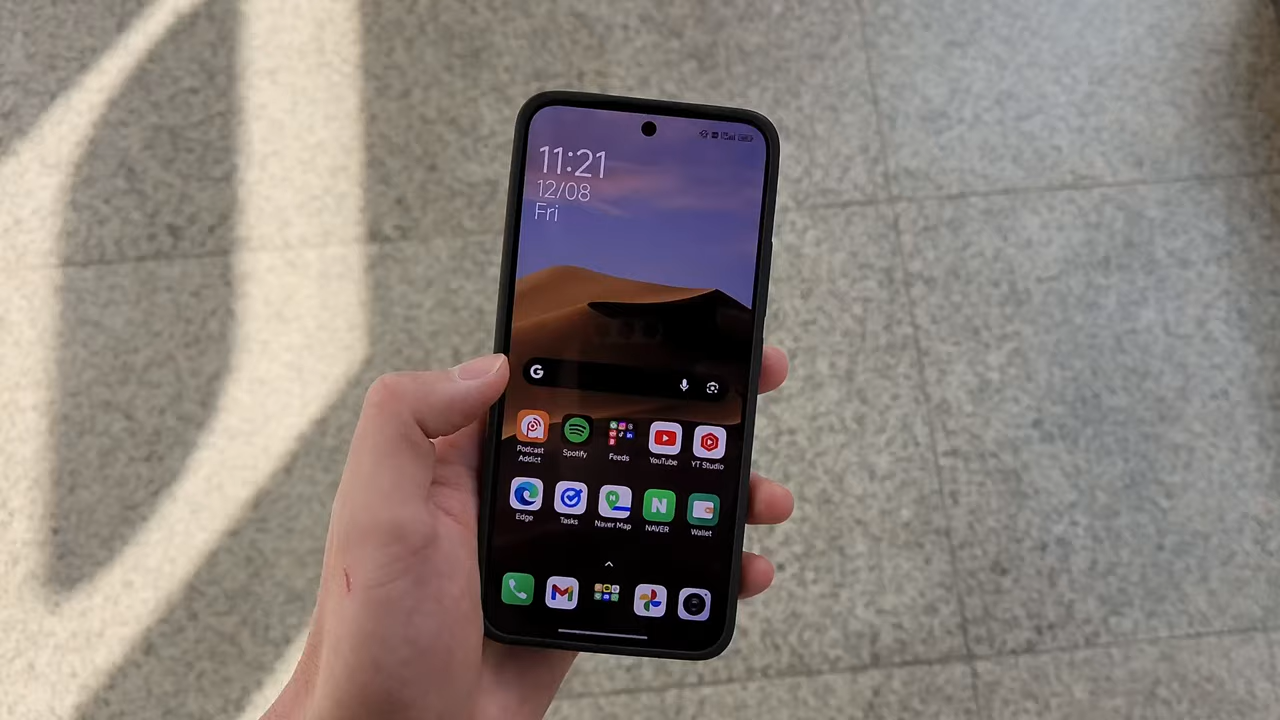 11:21
12/08
Fri
G
Podcast
Addict
Spotify
Feeds
YouTube
YT Studio
Edge
Tasks
Naver Map
NAVER
Wallet
N
N
M